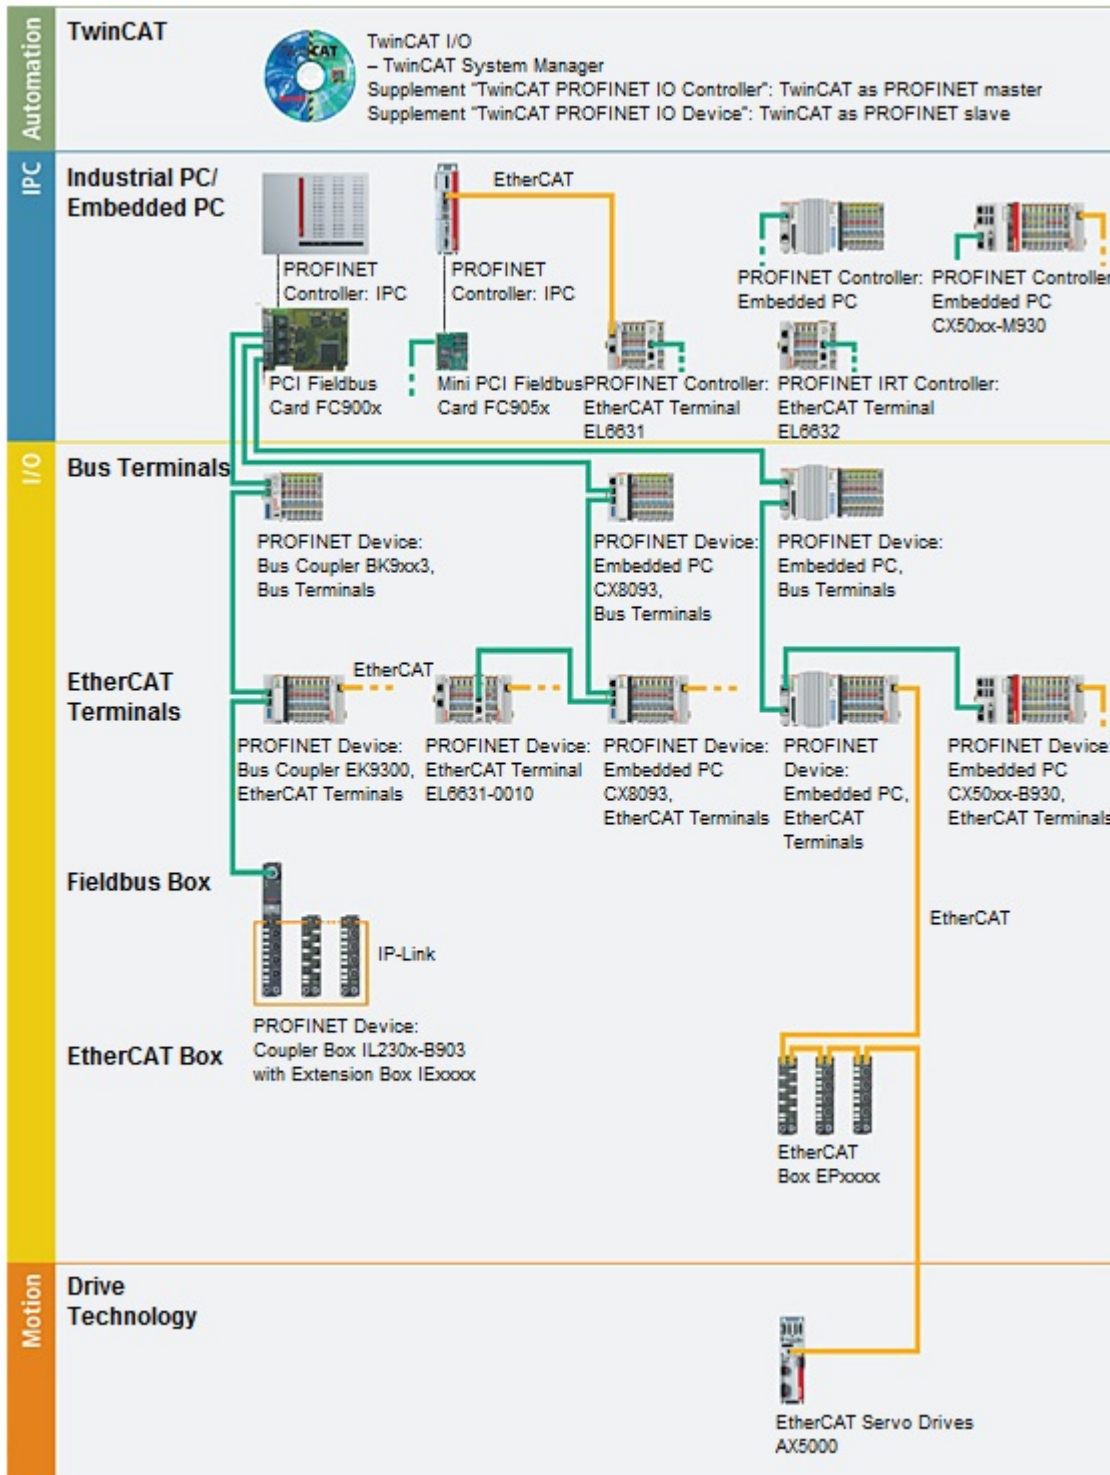 Automation
TwinCAT
TwinCAT I/O
– TwinCAT System Manager
Supplement "TwinCAT PROFINET IO Controller": TwinCAT as PROFINET master
Supplement "TwinCAT PROFINET IO Device": TwinCAT as PROFINET slave
IPC
Industrial PC/
Embedded PC
EtherCAT
PROFINET
Controller: IPC
PROFINET
Controller: IPC
PROFINET Controller:
Embedded PC
PROFINET Controller
Embedded PC
CX50xx-M930
PCI Fieldbus
Card FC900x
Mini PCI Fieldbus
Card FC905x
PROFINET Controller:
EtherCAT Terminal
EL6631
PROFINET IRT Controller:
EtherCAT Terminal
EL6632
I/O
Bus Terminals
PROFINET Device:
Bus Coupler BK9xx3,
Bus Terminals
PROFINET Device:
Embedded PC
CX8093,
Bus Terminals
PROFINET Device:
Embedded PC,
Bus Terminals
EtherCAT
Terminals
EtherCAT
PROFINET Device:
Bus Coupler EK9300,
EtherCAT Terminals
PROFINET Device:
EtherCAT Terminal
EL6631-0010
PROFINET Device:
Embedded PC
CX8093,
EtherCAT Terminals
PROFINET
Device:
Embedded PC,
EtherCAT
Terminals
PROFINET Device
Embedded PC
CX50xx-B930,
EtherCAT Terminals
Fieldbus Box
IP-Link
EtherCAT
PROFINET Device:
Coupler Box IL230x-B903
with Extension Box IExxxx
EtherCAT Box
EtherCAT
Box EPxxxx
Motion
Drive
Technology
EtherCAT Servo Drives
AX5000